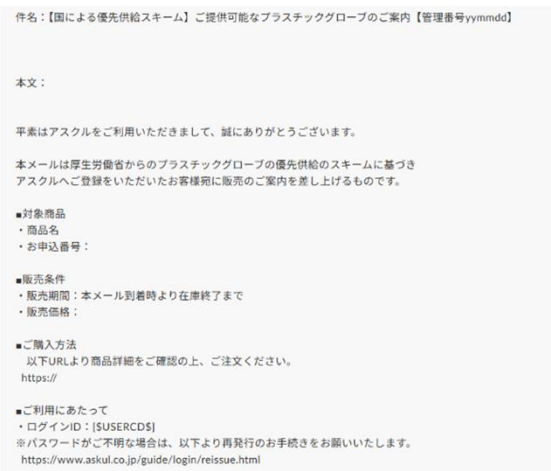 件名：【国による優先供給スキーム】ご提供可能なプラスチックグローブのご案内【管理番号yymmdd】
本文：
平素はアスクルをご利用いただきまして、誠にありがとうございます。
本メールは厚生労働省からのプラスチックグローブの優先供給のスキームに基づき
アスクルへご登録をいただいたお客様宛に販売のご案内を差し上げるものです。
■対象商品
・商品名
・お申込番号：
■販売条件
・販売期間：本メール到着時より在庫終了まで
・販売価格：
■ご購入方法
以下URLより商品詳細をご確認の上、ご注文ください。
https://
■ご利用にあたって
・ログインID：[$USERCD$]
※パスワードがご不明な場合は、以下より再発行のお手続きをお願いいたします。
https://www.askul.co.jp/guide/login/reissue.html